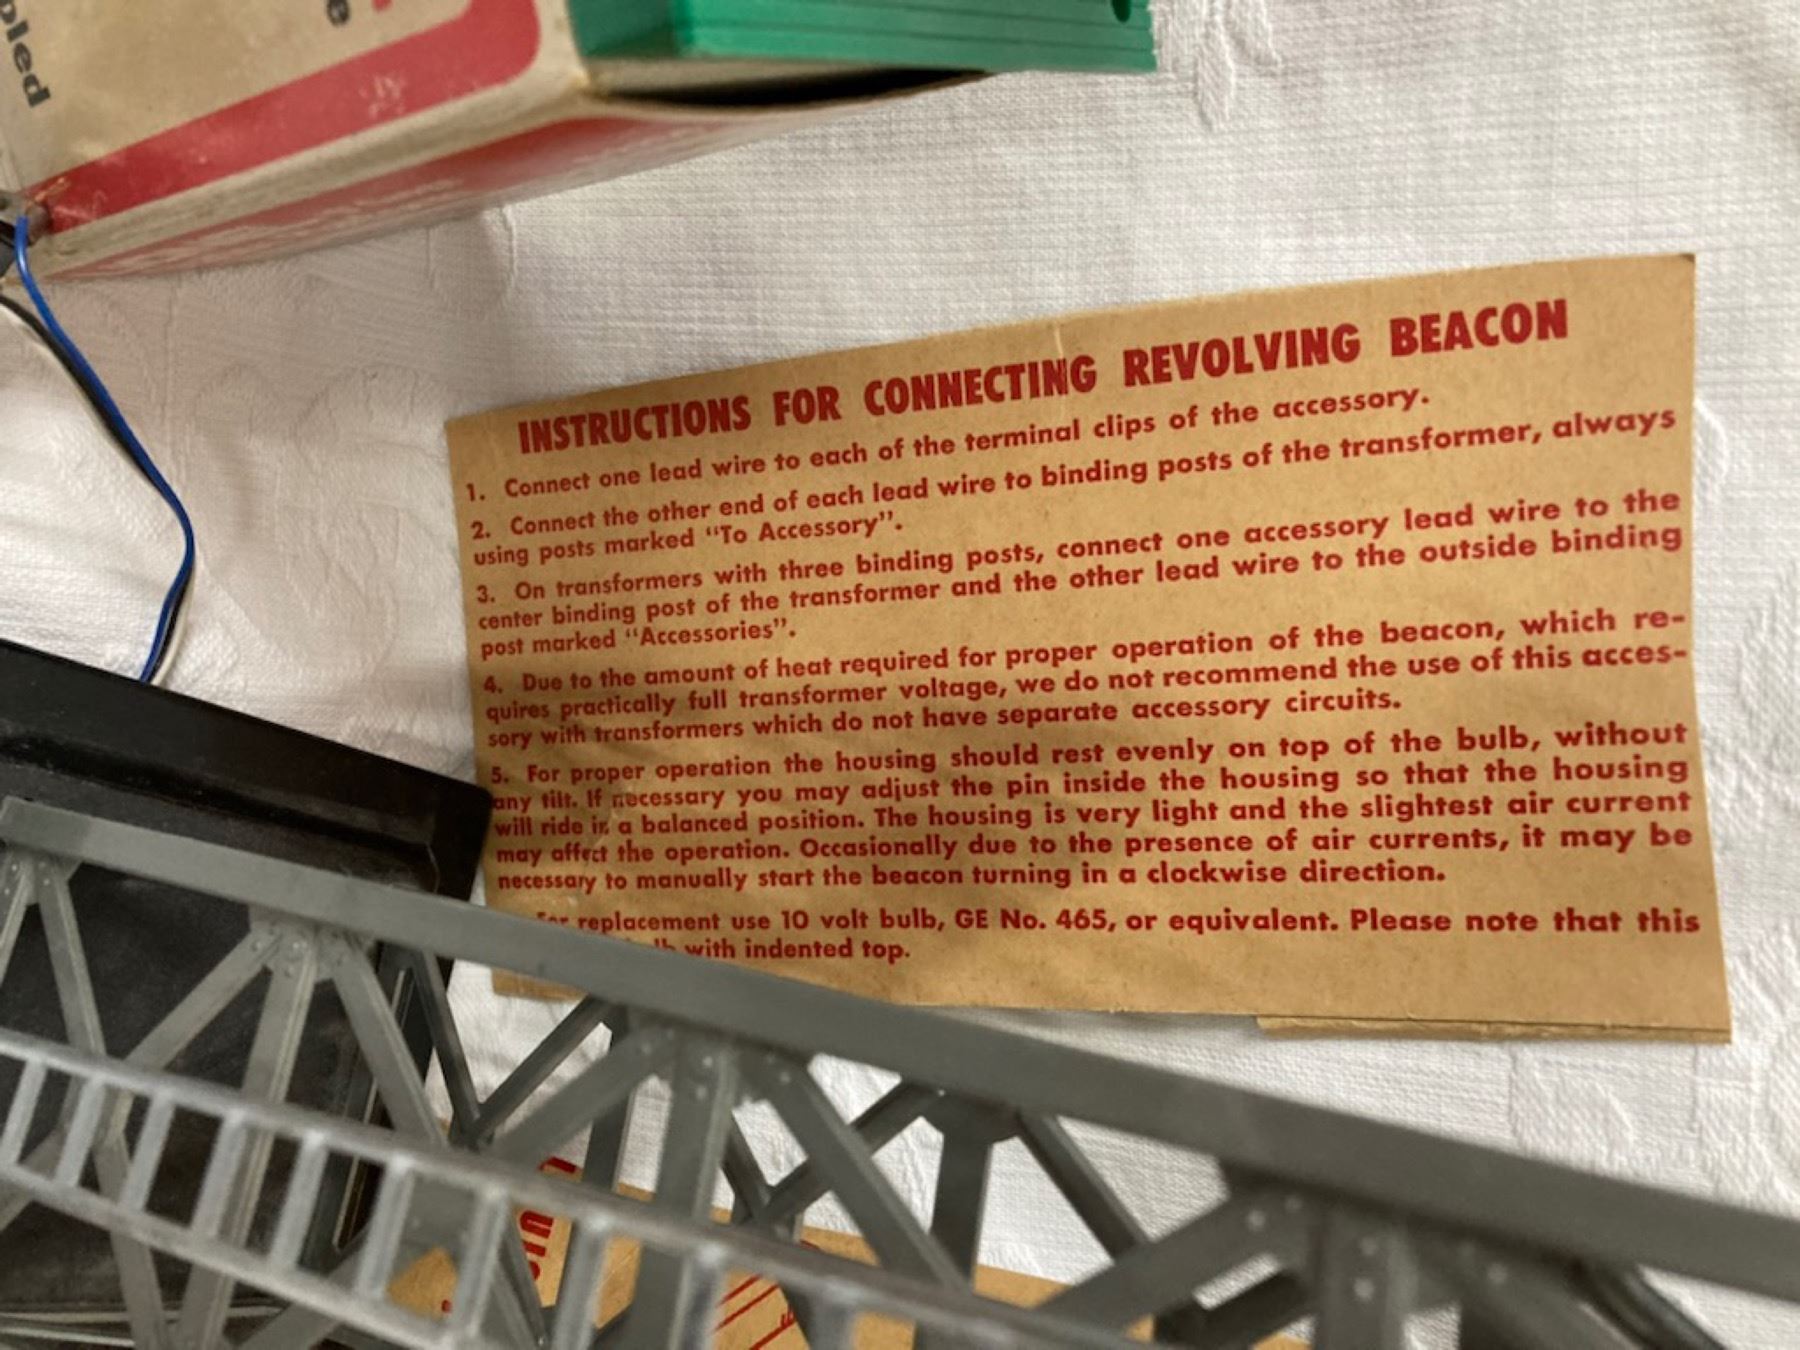 pled
e
INSTRUCTIONS FOR CONNECTING REVOLVING BEACON
1. Connect one lead wire to each of the terminal clips of the accessory.
2. Connect the other end of each lead wire to binding posts of the transformer, always
using posts marked "To Accessory".
3. On transformers with three binding posts, connect one accessory lead wire to the
center binding post of the transformer and the other lead wire to the outside binding
post marked "Accessories".
4. Due to the amount of heat required for proper operation of the beacon, which re-
quires practically full transformer voltage, we do not recommend the use of this acces-
sory with transformers which do not have separate accessory circuits.
5. For proper operation the housing should rest evenly on top of the bulb, without
any tilt. If necessary you may adjust the pin inside the housing so that the housing
will ride in a balanced position. The housing is very light and the slightest air current
may affect the operation. Occasionally due to the presence of air currents, it may be
necessary to manually start the beacon turning in a clockwise direction.
replacement use 10 volt bulb, GE No. 465, or equivalent. Please note that this
with indented top.